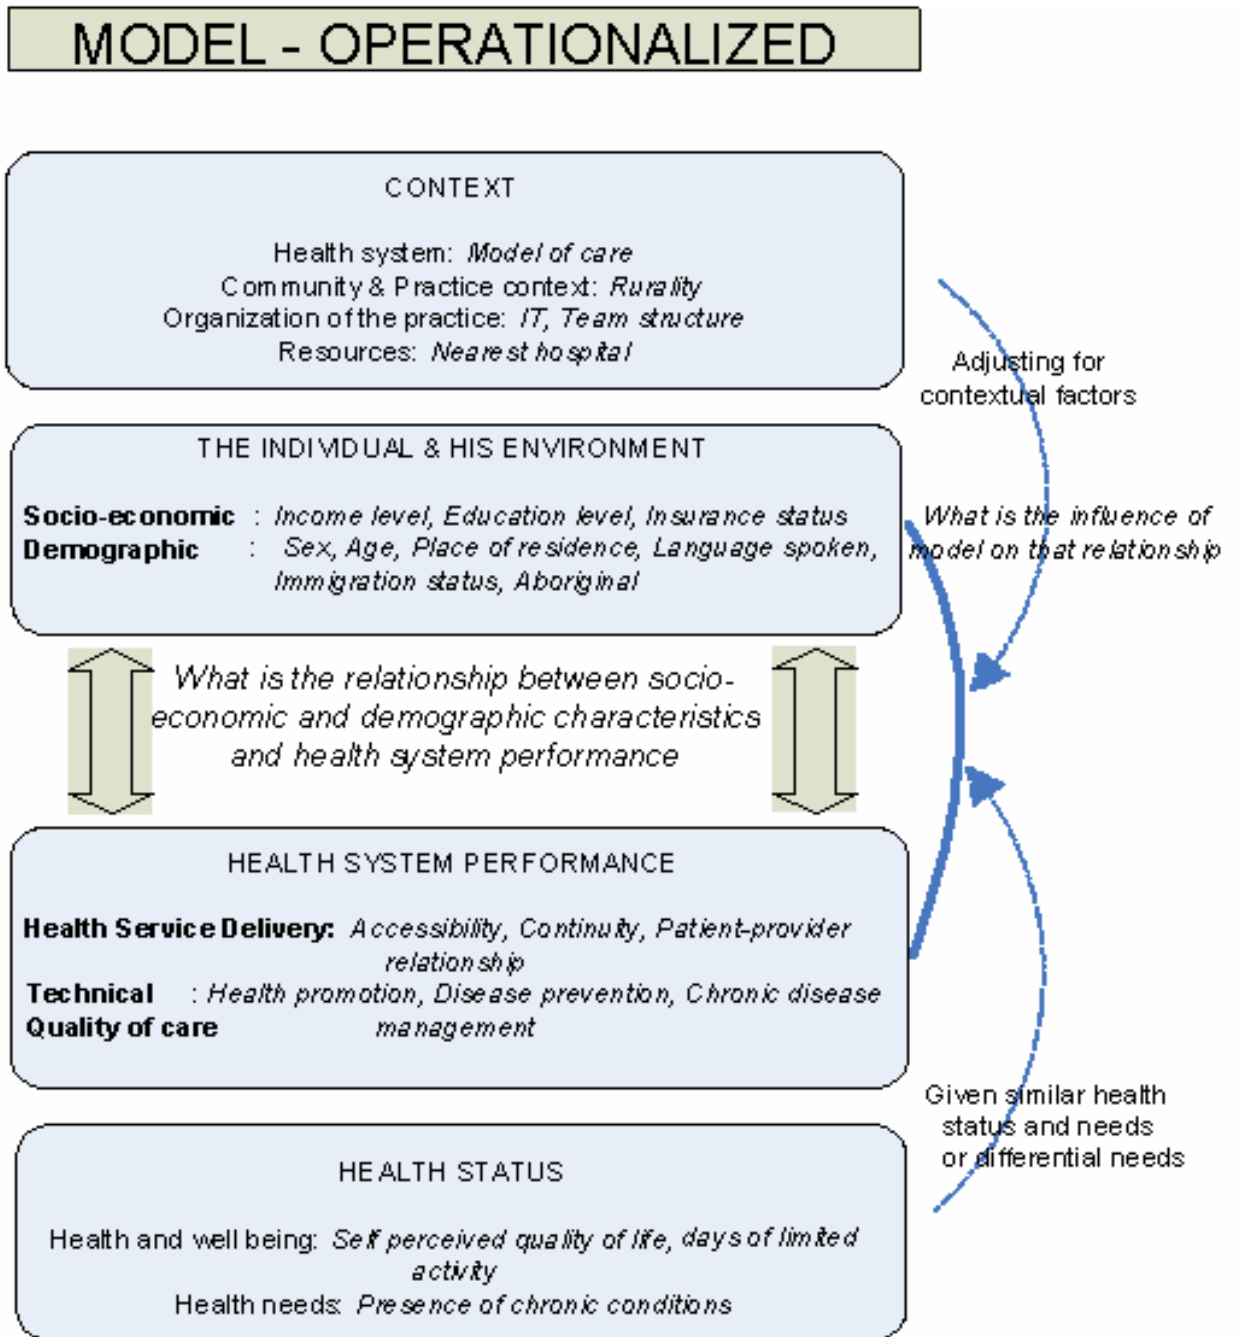 MODEL - OPERATIONALIZED
CONTEXT
Health system: Model of care
Community & Practice context: Rurality
Organization of the practice: IT, Team structure
Resources: Nearest hospital
Adjusting for
contextual factors
THE INDIVIDUAL & HIS ENVIRONMENT
Socio-economic : Income level, Education level, Insurance status
Demographic : Sex, Age, Place of residence, Language spoken,
Immigration status, Aboriginal
What is the influence of
model on that relationship
What is the relationship between socio-
economic and demographic characteristics
and health system performance
HEALTH SYSTEM PERFORMANCE
Health Service Delivery: Accessibility, Continuity, Patient-provider
relationship
Technical : Health promotion, Disease prevention, Chronic disease
Quality of care management
Given similar health
status and needs
or differential needs
HEALTH STATUS
Health and well being: Self perceived quality of life, days of limited
activity
Health needs: Presence of chronic conditions